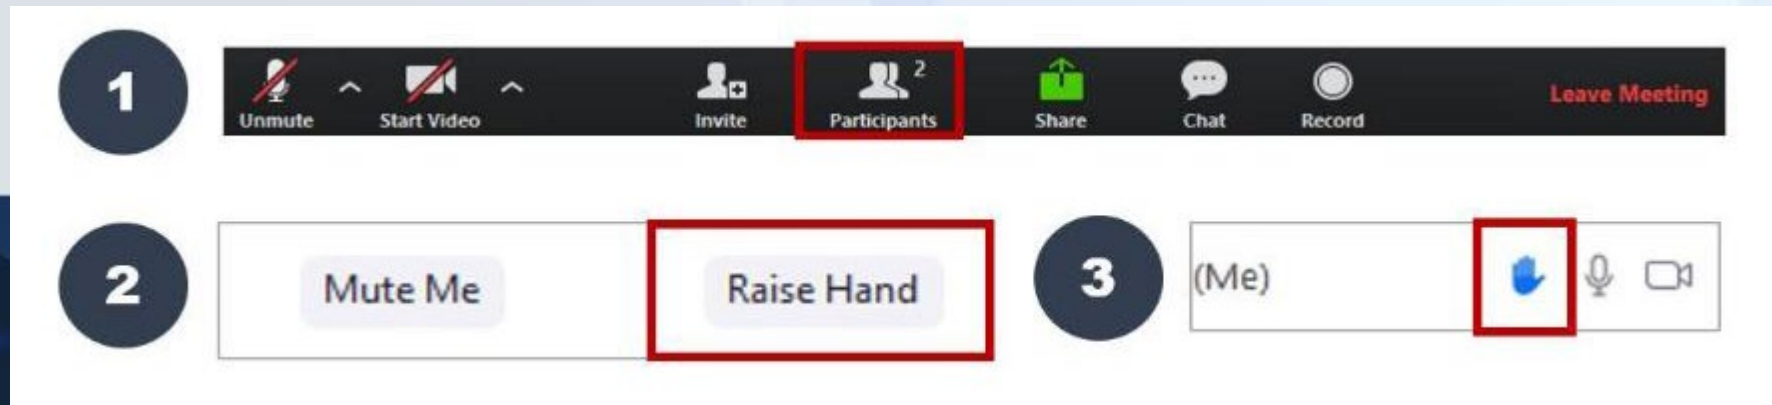 1
2
Unmute Start Video Invite Participants Share Chat Record Leave Meeting
2 Mute Me Raise Hand
3 (Me)